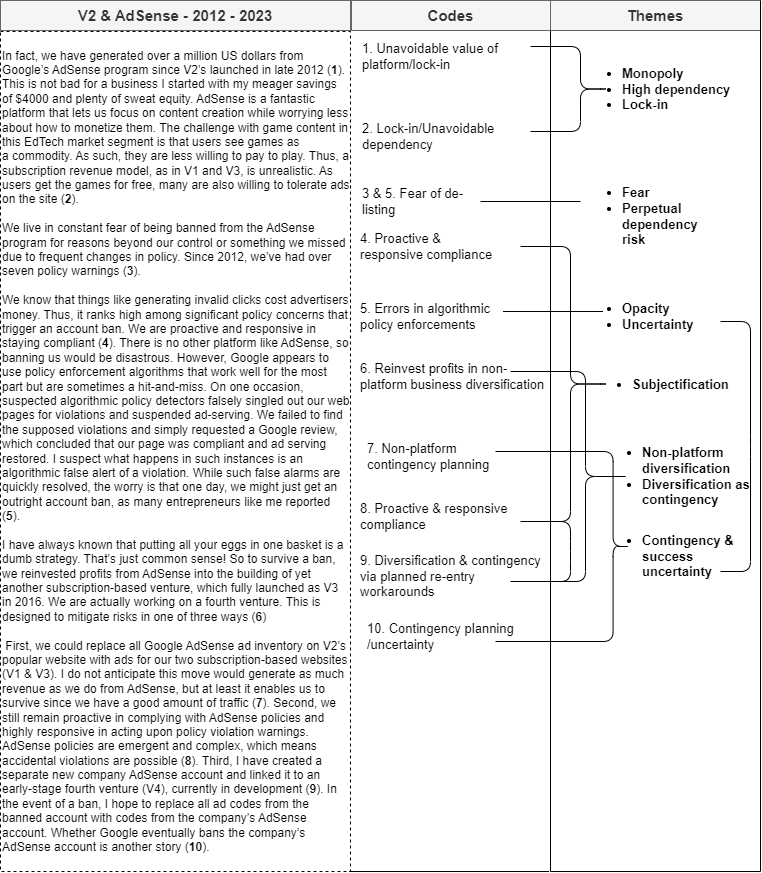 V2 & AdSense - 2012 - 2023
Codes
Themes
In fact, we have generated over a million US dollars from
Google's AdSense program since V2's launched in late 2012 (1).
This is not bad for a business I started with my meager savings
of $4000 and plenty of sweat equity. AdSense is a fantastic
platform that lets us focus on content creation while worrying less
about how to monetize them. The challenge with game content in
this EdTech market segment is that users see games as
a commodity. As such, they are less willing to pay to play. Thus, a
subscription revenue model, as in V1 and V3, is unrealistic. As
users get the games for free, many are also willing to tolerate ads
on the site (2).
We live in constant fear of being banned from the AdSense
program for reasons beyond our control or something we missed
due to frequent changes in policy. Since 2012, we've had over
seven policy warnings (3).
We know that things like generating invalid clicks cost advertisers
money. Thus, it ranks high among significant policy concerns that
trigger an account ban. We are proactive and responsive in
staying compliant (4). There is no other platform like AdSense, so
banning us would be disastrous. However, Google appears to
use policy enforcement algorithms that work well for the most
part but are sometimes a hit-and-miss. On one occasion,
suspected algorithmic policy detectors falsely singled out our web
pages for violations and suspended ad-serving. We failed to find
the supposed violations and simply requested a Google review,
which concluded that our page was compliant and ad serving
restored. I suspect what happens in such instances is an
algorithmic false alert of a violation. While such false alarms are
quickly resolved, the worry is that one day, we might just get an
outright account ban, as many entrepreneurs like me reported
(5).
I have always known that putting all your eggs in one basket is a
dumb strategy. That's just common sense! So to survive a ban,
we reinvested profits from AdSense into the building of yet
another subscription-based venture, which fully launched as V3
in 2016. We are actually working on a fourth venture. This is
designed to mitigate risks in one of three ways (6)
First, we could replace all Google AdSense ad inventory on V2's
popular website with ads for our two subscription-based websites
(V1 & V3). I do not anticipate this move would generate as much
revenue as we do from AdSense, but at least it enables us to
survive since we have a good amount of traffic (7). Second, we
still remain proactive in complying with AdSense policies and
highly responsive in acting upon policy violation warnings.
AdSense policies are emergent and complex, which means
accidental violations are possible (8). Third, I have created a
separate new company AdSense account and linked it to an
early-stage fourth venture (V4), currently in development (9). In
the event of a ban, I hope to replace all ad codes from the
banned account with codes from the company's AdSense
account. Whether Google eventually bans the company's
AdSense account is another story (10).
1. Unavoidable value of
platform/lock-in
2. Lock-in/Unavoidable
dependency
3 & 5. Fear of de-
listing
4. Proactive &
responsive compliance
5. Errors in algorithmic
policy enforcements
6. Reinvest profits in non-
platform business diversification
7. Non-platform
contingency planning
8. Proactive & responsive
compliance
9. Diversification & contingency
via planned re-entry
workarounds
10. Contingency planning
/uncertainty
• Monopoly
• High dependency
• Lock-in
• Fear
• Perpetual
dependency
risk
• Opacity
• Uncertainty
• Subjectification
• Non-platform
diversification
• Diversification as
contingency
• Contingency &
success
uncertainty